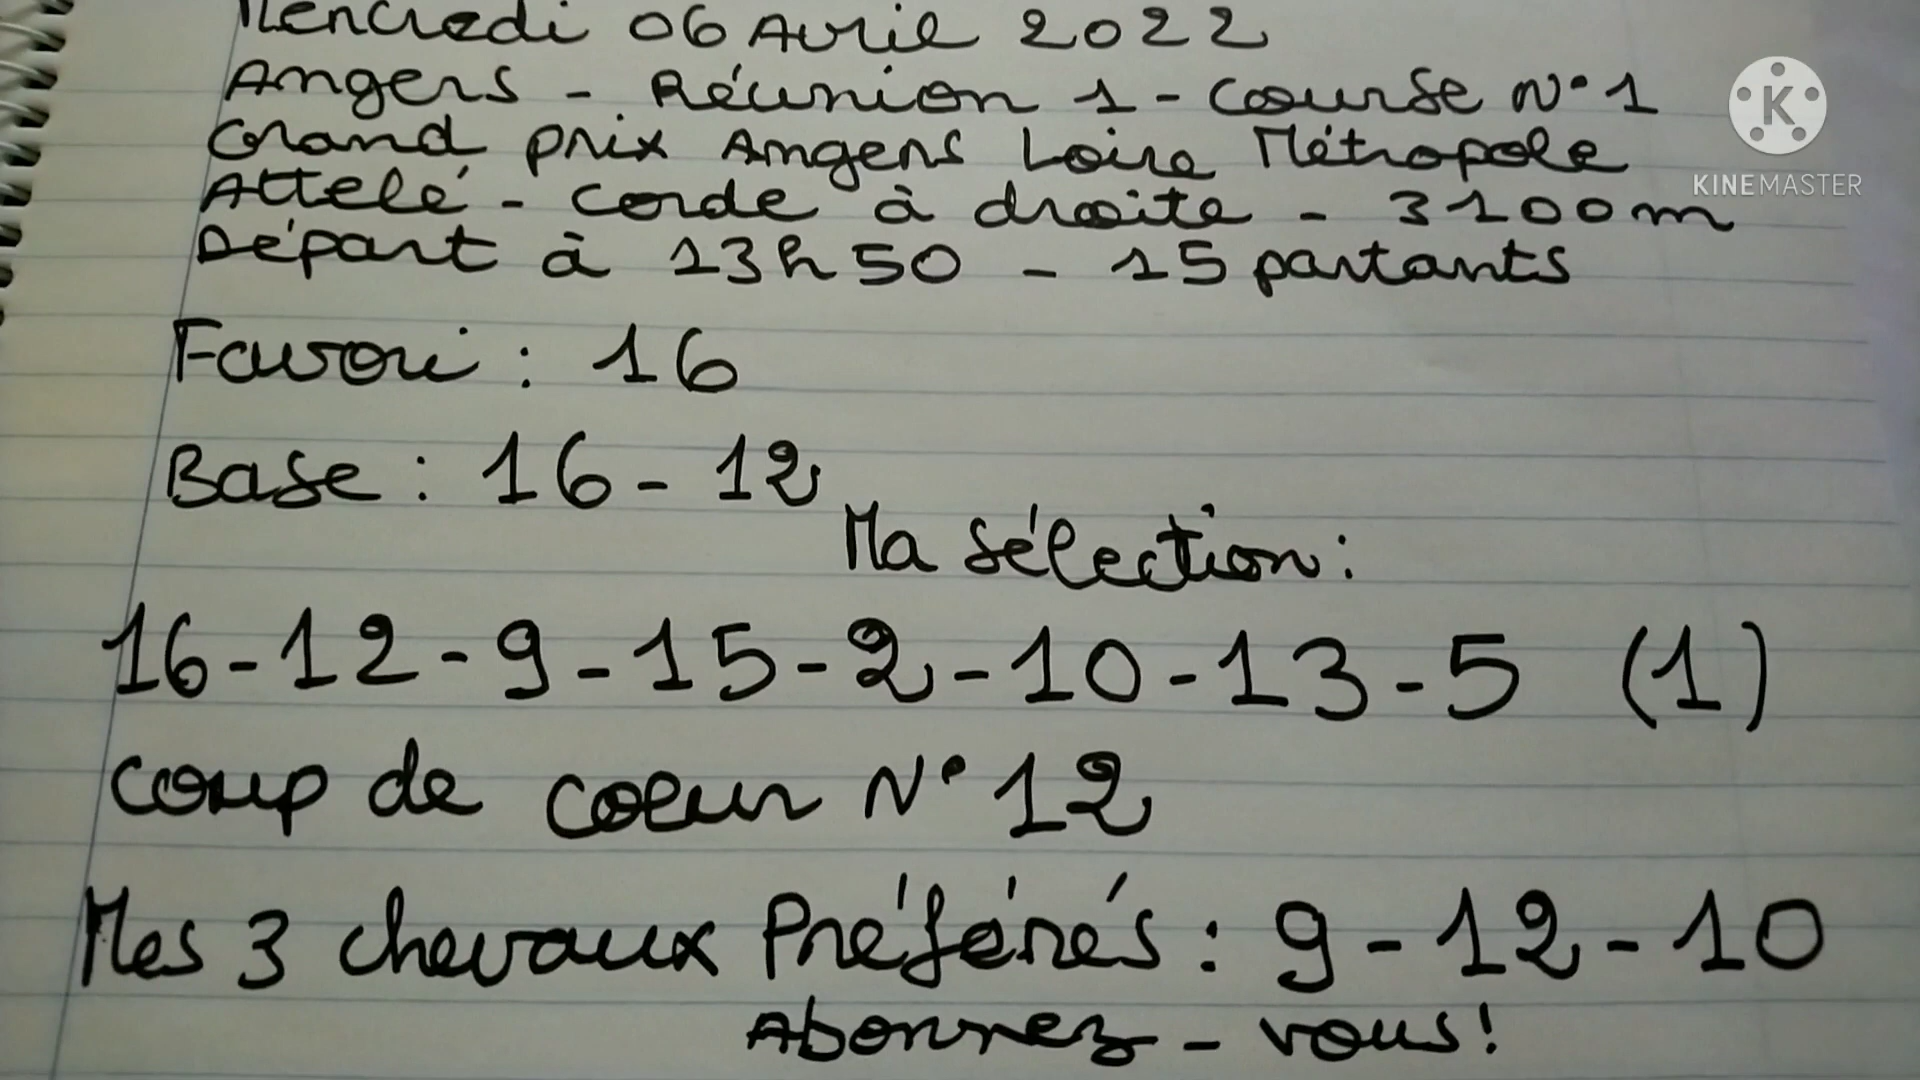 Mercredi 06 Avril 2022
Angers - Réunion 1 - Course N°1
Grand prix Angers Loire Métropole
Attelé - Corde à droite - 3100m
Départ à 13h50 - 15 partants
Favori : 16
Base : 16 - 12
Ma sélection :
16 - 12 - 9 - 15 - 2 - 10 - 13 - 5 (1)
Coup de coeur N° 12
Mes 3 chevaux Préférés : 9 - 12 - 10
Abonnez - vous !
K
KINEMASTER